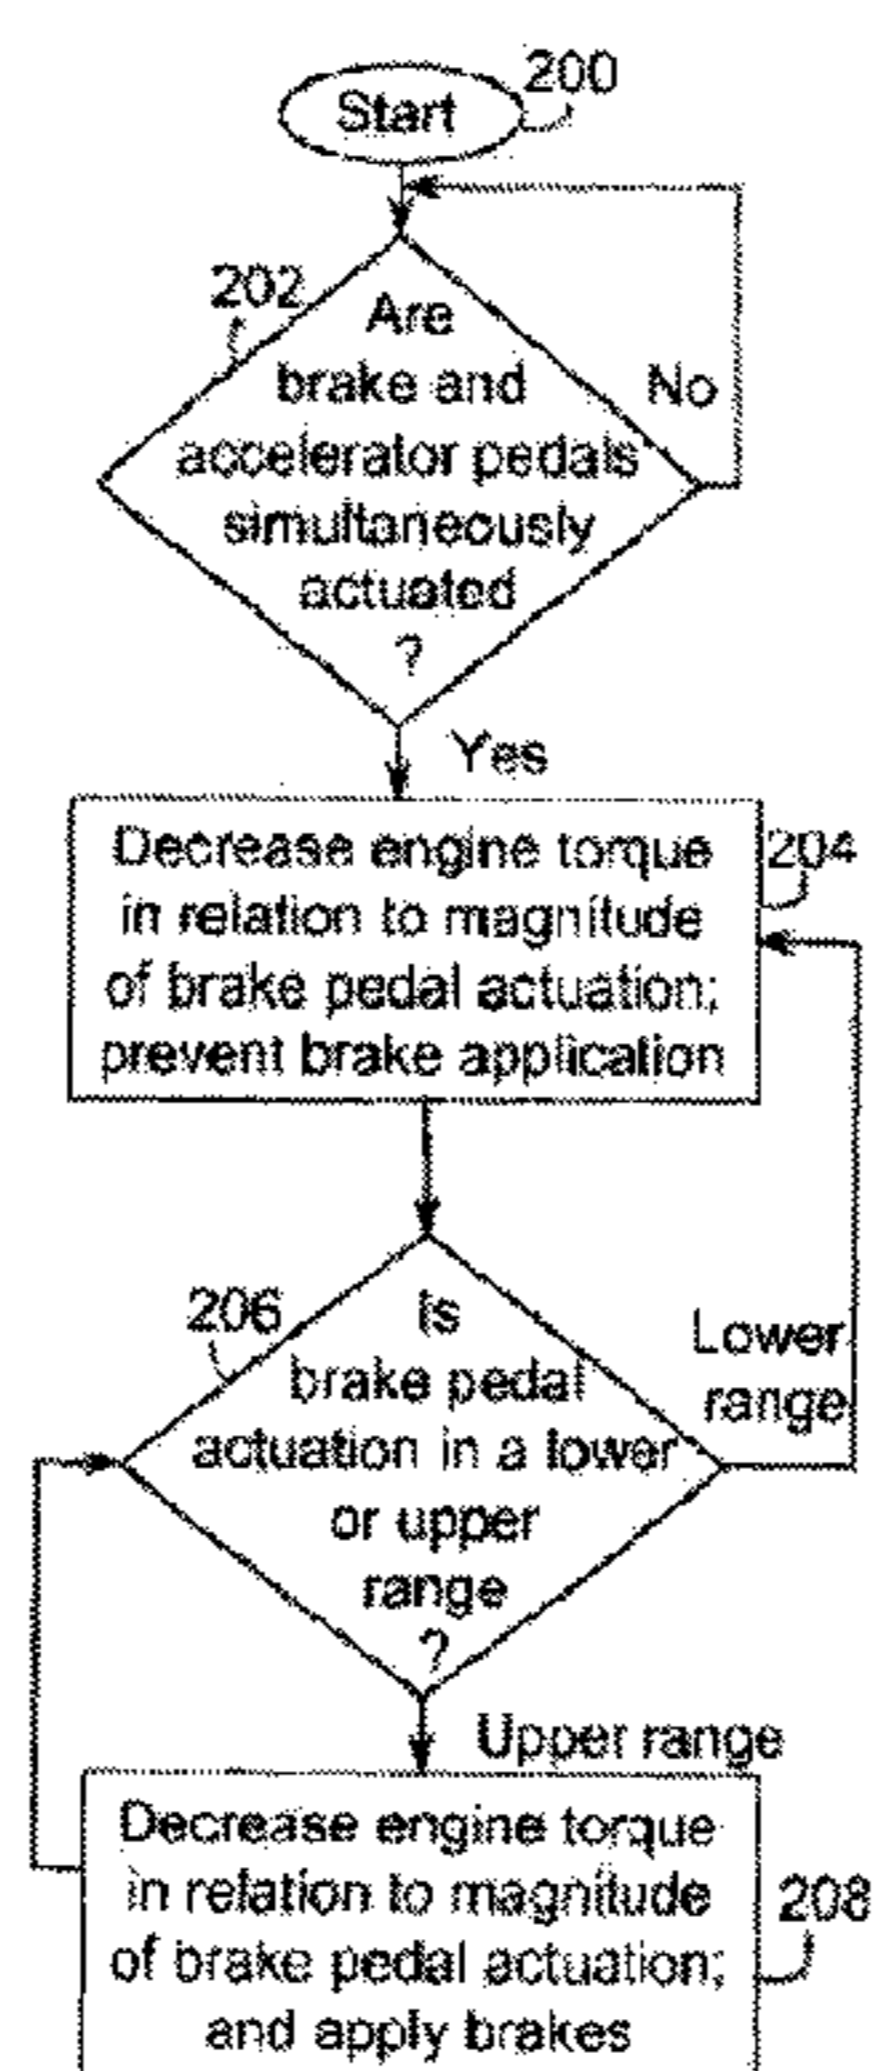 200
Start
202
Are
brake and
accelerator pedals
simultaneously
actuated
?
No
Yes
Decrease engine torque
in relation to magnitude
of brake pedal actuation;
prevent brake application
204
206
Is
brake pedal
actuation in a lower
or upper
range
?
Lower
range
Upper range
Decrease engine torque
in relation to magnitude
of brake pedal actuation;
and apply brakes
208